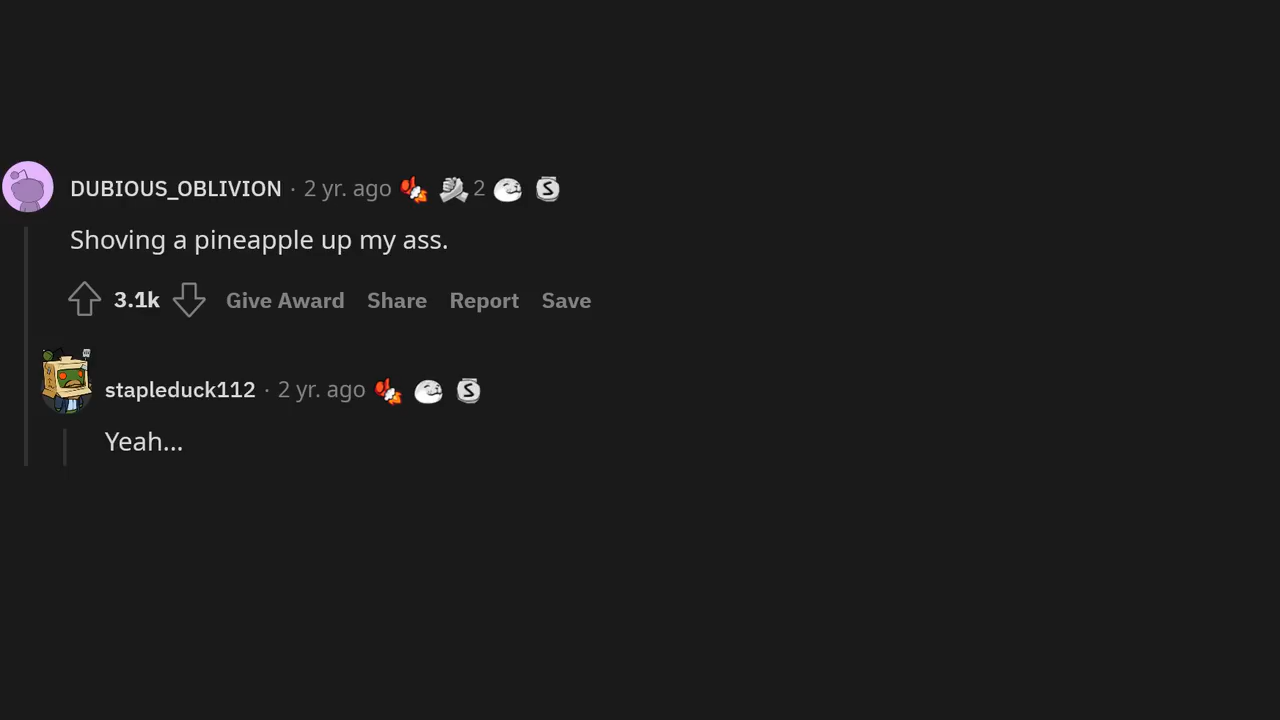 DUBIOUS_OBLIVION · 2 yr. ago 2 S
Shoving a pineapple up my ass.
3.1k Give Award Share Report Save
stapleduck112 · 2 yr. ago S
Yeah...